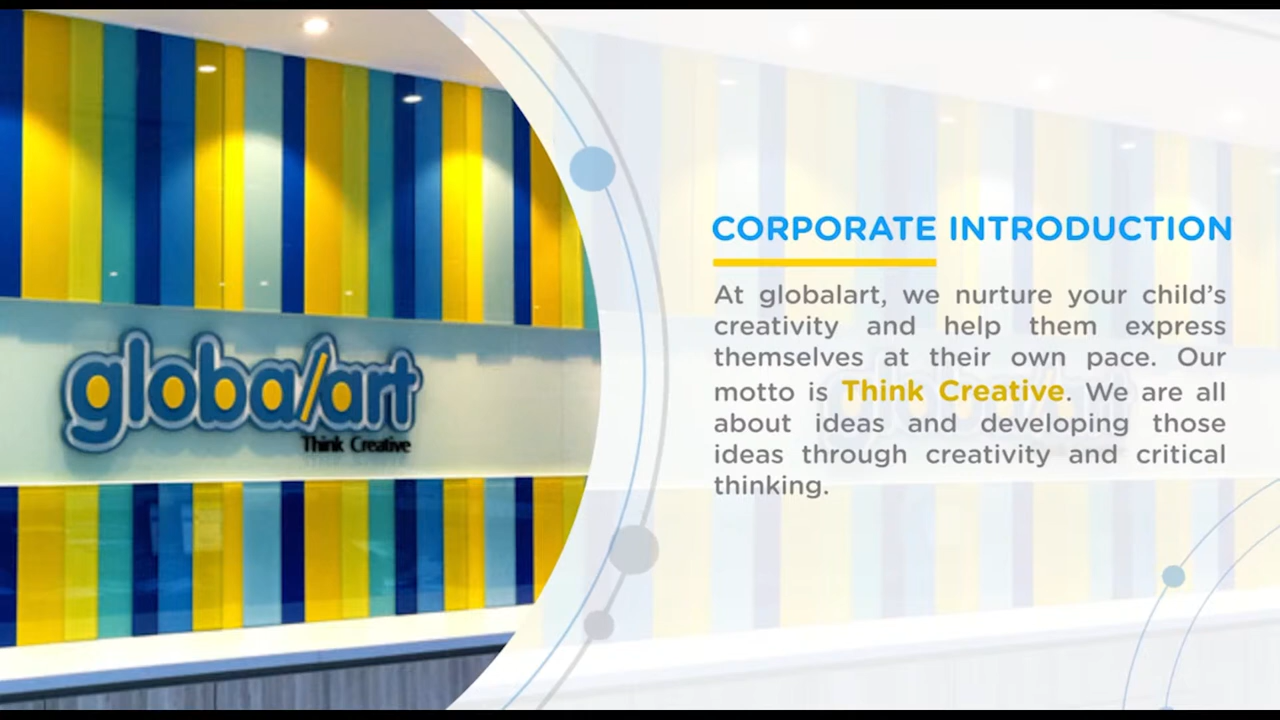 globalart
Think Creative
CORPORATE INTRODUCTION
At globalart, we nurture your child's
creativity and help them express
themselves at their own pace. Our
motto is Think Creative. We are all
about ideas and developing those
ideas through creativity and critical
thinking.